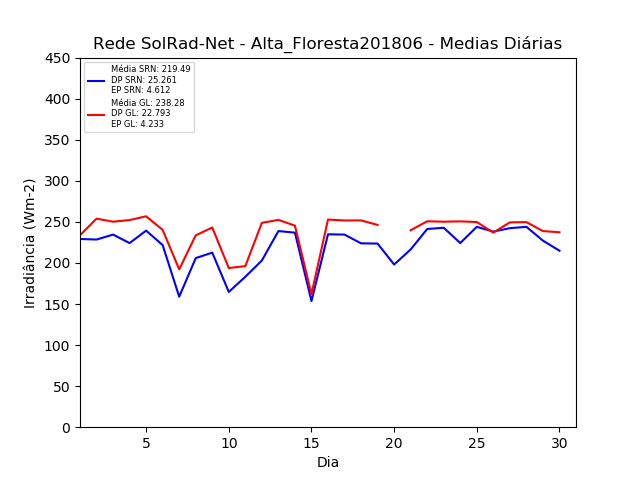 Rede SolRad-Net - Alta_Floresta201806 - Medias Diárias
Média SRN: 219.49
DP SRN: 25.261
EP SRN: 4.612
Média GL: 238.28
DP GL: 22.793
EP GL: 4.233
Irradiância (Wm-2)
450
400
350
300
250
200
150
100
50
0
5 10 15 20 25 30
Dia